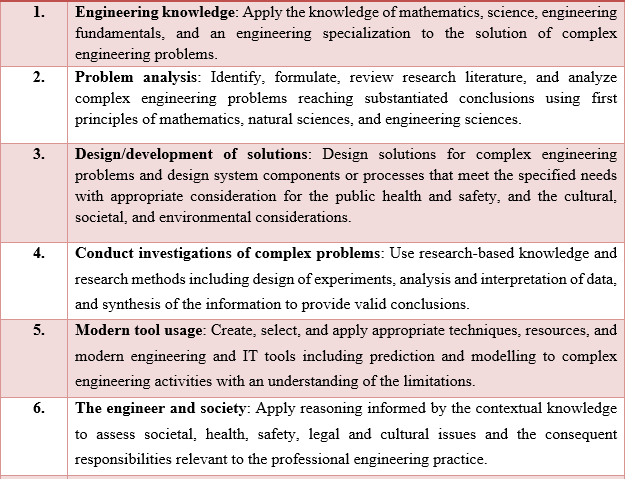 1. Engineering knowledge: Apply the knowledge of mathematics, science, engineering
fundamentals, and an engineering specialization to the solution of complex
engineering problems.
2. Problem analysis: Identify, formulate, review research literature, and analyze
complex engineering problems reaching substantiated conclusions using first
principles of mathematics, natural sciences, and engineering sciences.
3. Design/development of solutions: Design solutions for complex engineering
problems and design system components or processes that meet the specified needs
with appropriate consideration for the public health and safety, and the cultural,
societal, and environmental considerations.
4. Conduct investigations of complex problems: Use research-based knowledge and
research methods including design of experiments, analysis and interpretation of data,
and synthesis of the information to provide valid conclusions.
5. Modern tool usage: Create, select, and apply appropriate techniques, resources, and
modern engineering and IT tools including prediction and modelling to complex
engineering activities with an understanding of the limitations.
6. The engineer and society: Apply reasoning informed by the contextual knowledge
to assess societal, health, safety, legal and cultural issues and the consequent
responsibilities relevant to the professional engineering practice.